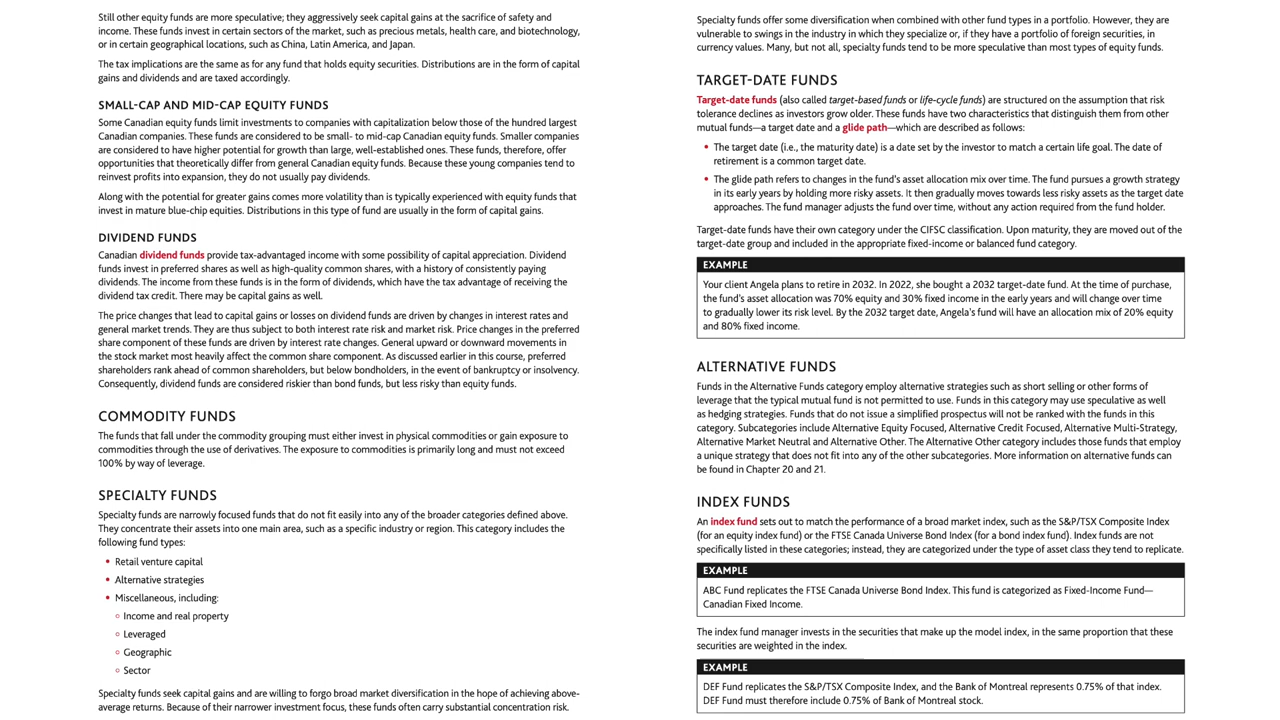 Still other equity funds are more speculative; they aggressively seek capital gains at the sacrifice of safety and
income. These funds invest in certain sectors of the market, such as precious metals, health care, and biotechnology,
or in certain geographical locations, such as China, Latin America, and Japan.
The tax implications are the same as for any fund that holds equity securities. Distributions are in the form of capital
gains and dividends and are taxed accordingly.
SMALL-CAP AND MID-CAP EQUITY FUNDS
Some Canadian equity funds limit investments to companies with capitalization below those of the hundred largest
Canadian companies. These funds are considered to be small- to mid-cap Canadian equity funds. Smaller companies
are considered to have higher potential for growth than large, well-established ones. These funds, therefore, offer
opportunities that theoretically differ from general Canadian equity funds. Because these young companies tend to
reinvest profits into expansion, they do not usually pay dividends.
Along with the potential for greater gains comes more volatility than is typically experienced with equity funds that
invest in mature blue-chip equities. Distributions in this type of fund are usually in the form of capital gains.
DIVIDEND FUNDS
Canadian dividend funds provide tax-advantaged income with some possibility of capital appreciation. Dividend
funds invest in preferred shares as well as high-quality common shares, with a history of consistently paying
dividends. The income from these funds is in the form of dividends, which have the tax advantage of receiving the
dividend tax credit. There may be capital gains as well.
The price changes that lead to capital gains or losses on dividend funds are driven by changes in interest rates and
general market trends. They are thus subject to both interest rate risk and market risk. Price changes in the preferred
share component of these funds are driven by interest rate changes. General upward or downward movements in
the stock market most heavily affect the common share component. As discussed earlier in this course, preferred
shareholders rank ahead of common shareholders, but below bondholders, in the event of bankruptcy or insolvency.
Consequently, dividend funds are considered riskier than bond funds, but less risky than equity funds.
COMMODITY FUNDS
The funds that fall under the commodity grouping must either invest in physical commodities or gain exposure to
commodities through the use of derivatives. The exposure to commodities is primarily long and must not exceed
100% by way of leverage.
SPECIALTY FUNDS
Specialty funds are narrowly focused funds that do not fit easily into any of the broader categories defined above.
They concentrate their assets into one main area, such as a specific industry or region. This category includes the
following fund types:
• Retail venture capital
• Alternative strategies
• Miscellaneous, including:
○ Income and real property
○ Leveraged
○ Geographic
○ Sector
Specialty funds seek capital gains and are willing to forgo broad market diversification in the hope of achieving above-
average returns. Because of their narrower investment focus, these funds often carry substantial concentration risk.
Specialty funds offer some diversification when combined with other fund types in a portfolio. However, they are
vulnerable to swings in the industry in which they specialize or, if they have a portfolio of foreign securities, in
currency values. Many, but not all, specialty funds tend to be more speculative than most types of equity funds.
TARGET-DATE FUNDS
Target-date funds (also called target-based funds or life-cycle funds) are structured on the assumption that risk
tolerance declines as investors grow older. These funds have two characteristics that distinguish them from other
mutual funds—a target date and a glide path—which are described as follows:
• The target date (i.e., the maturity date) is a date set by the investor to match a certain life goal. The date of
retirement is a common target date.
• The glide path refers to changes in the fund's asset allocation mix over time. The fund pursues a growth strategy
in its early years by holding more risky assets. It then gradually moves towards less risky assets as the target date
approaches. The fund manager adjusts the fund over time, without any action required from the fund holder.
Target-date funds have their own category under the CIFSC classification. Upon maturity, they are moved out of the
target-date group and included in the appropriate fixed-income or balanced fund category.
EXAMPLE
Your client Angela plans to retire in 2032. In 2022, she bought a 2032 target-date fund. At the time of purchase,
the fund's asset allocation was 70% equity and 30% fixed income in the early years and will change over time
to gradually lower its risk level. By the 2032 target date, Angela's fund will have an allocation mix of 20% equity
and 80% fixed income.
ALTERNATIVE FUNDS
Funds in the Alternative Funds category employ alternative strategies such as short selling or other forms of
leverage that the typical mutual fund is not permitted to use. Funds in this category may use speculative as well
as hedging strategies. Funds that do not issue a simplified prospectus will not be ranked with the funds in this
category. Subcategories include Alternative Equity Focused, Alternative Credit Focused, Alternative Multi-Strategy,
Alternative Market Neutral and Alternative Other. The Alternative Other category includes those funds that employ
a unique strategy that does not fit into any of the other subcategories. More information on alternative funds can
be found in Chapter 20 and 21.
INDEX FUNDS
An index fund sets out to match the performance of a broad market index, such as the S&P/TSX Composite Index
(for an equity index fund) or the FTSE Canada Universe Bond Index (for a bond index fund). Index funds are not
specifically listed in these categories; instead, they are categorized under the type of asset class they tend to replicate.
EXAMPLE
ABC Fund replicates the FTSE Canada Universe Bond Index. This fund is categorized as Fixed-Income Fund—
Canadian Fixed Income.
The index fund manager invests in the securities that make up the model index, in the same proportion that these
securities are weighted in the index.
EXAMPLE
DEF Fund replicates the S&P/TSX Composite Index, and the Bank of Montreal represents 0.75% of that index.
DEF Fund must therefore include 0.75% of Bank of Montreal stock.